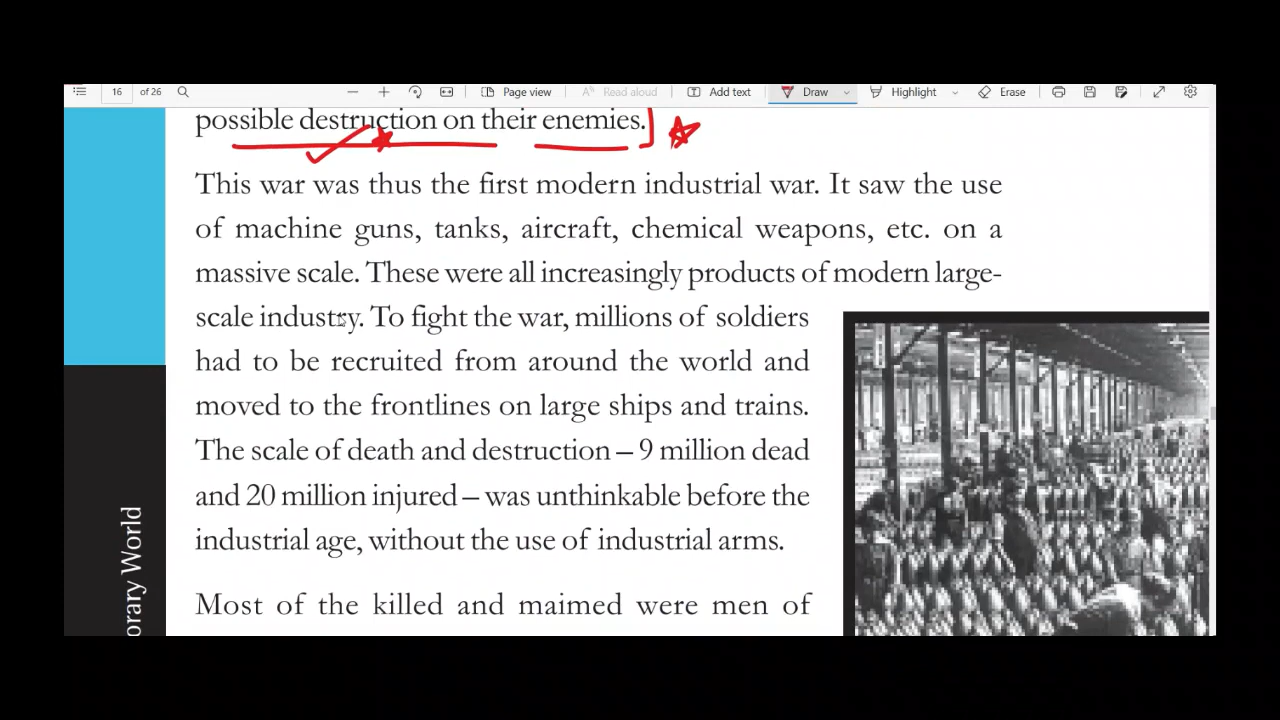 16 of 26 Page view Read aloud Add text Draw Highlight Erase
possible destruction on their enemies.
This war was thus the first modern industrial war. It saw the use
of machine guns, tanks, aircraft, chemical weapons, etc. on a
massive scale. These were all increasingly products of modern large-
scale industry. To fight the war, millions of soldiers
had to be recruited from around the world and
moved to the frontlines on large ships and trains.
The scale of death and destruction – 9 million dead
and 20 million injured – was unthinkable before the
industrial age, without the use of industrial arms.
Most of the killed and maimed were men of
orary World